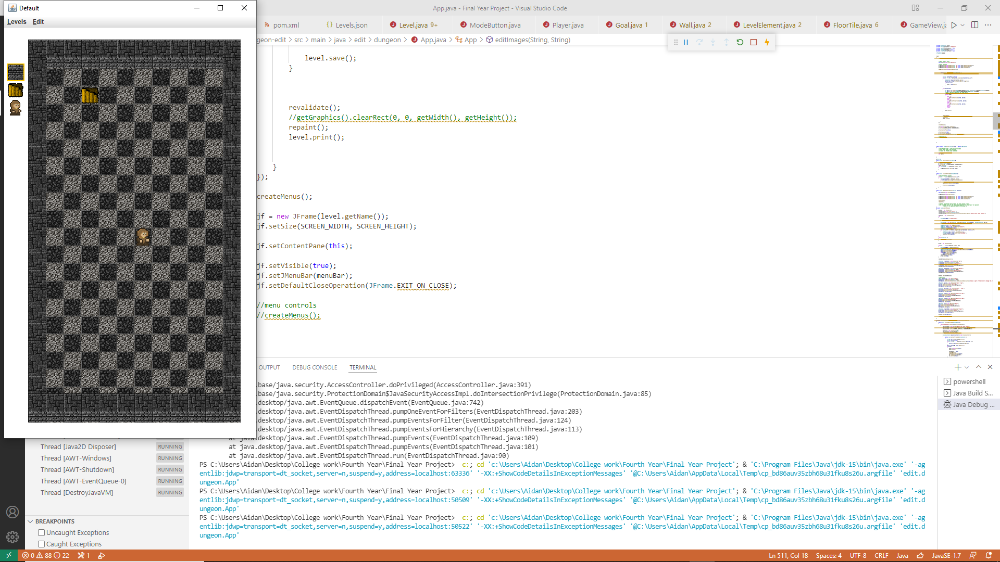 Default
App.java - Final Year Project - Visual Studio Code
Levels Edit
pom.xml
Levels.json
Level.java 9+
ModeButton.java
Player.java
Goal.java 1
Wall.java 2
LevelElement.java 2
FloorTile.java 6
GameView.ja
geon-edit > src > main > java > edit > dungeon > App.java > App > editImages(String, String)
level.save();
}
revalidate();
//getGraphics().clearRect(0, 0, getWidth(), getHeight());
repaint();
level.print();
}
});
createMenus();
jf = new JFrame(level.getName());
jf.setSize(SCREEN_WIDTH, SCREEN_HEIGHT);
jf.setContentPane(this);
jf.setVisible(true);
jf.setJMenuBar(menuBar);
jf.setDefaultCloseOperation(JFrame.EXIT_ON_CLOSE);
//menu controls
//createMenus();
OUTPUT DEBUG CONSOLE TERMINAL
.base/java.security.AccessController.doPrivileged(AccessController.java:391)
.base/java.security.ProtectionDomain$JavaSecurityAccessImpl.doIntersectionPrivilege(ProtectionDomain.java:85)
.desktop/java.awt.EventQueue.dispatchEvent(EventQueue.java:742)
.desktop/java.awt.EventDispatchThread.pumpOneEventForFilters(EventDispatchThread.java:203)
.desktop/java.awt.EventDispatchThread.pumpEventsForFilter(EventDispatchThread.java:124)
.desktop/java.awt.EventDispatchThread.pumpEventsForHierarchy(EventDispatchThread.java:113)
at java.desktop/java.awt.EventDispatchThread.pumpEvents(EventDispatchThread.java:109)
at java.desktop/java.awt.EventDispatchThread.pumpEvents(EventDispatchThread.java:101)
at java.desktop/java.awt.EventDispatchThread.run(EventDispatchThread.java:90)
PS C:\Users\Aidan\Desktop\College work\Fourth Year\Final Year Project> c:; cd 'c:\Users\Aidan\Desktop\College work\Fourth Year\Final Year Project'; & 'C:\Program Files\Java\jdk-15\bin\java.exe' '-ag
entlib:jdwp=transport=dt_socket,server=n,suspend=y,address=localhost:63336' '-XX:+ShowCodeDetailsInExceptionMessages' '@C:\Users\Aidan\AppData\Local\Temp\cp_bd86auv35zbh68u31fku8s26u.argfile' 'edit.d
ungeon.App'
PS C:\Users\Aidan\Desktop\College work\Fourth Year\Final Year Project> c:; cd 'c:\Users\Aidan\Desktop\College work\Fourth Year\Final Year Project'; & 'C:\Program Files\Java\jdk-15\bin\java.exe' '-ag
entlib:jdwp=transport=dt_socket,server=n,suspend=y,address=localhost:50509' '-XX:+ShowCodeDetailsInExceptionMessages' '@C:\Users\Aidan\AppData\Local\Temp\cp_bd86auv35zbh68u31fku8s26u.argfile' 'edit.d
ungeon.App'
PS C:\Users\Aidan\Desktop\College work\Fourth Year\Final Year Project> c:; cd 'c:\Users\Aidan\Desktop\College work\Fourth Year\Final Year Project'; & 'C:\Program Files\Java\jdk-15\bin\java.exe' '-ag
entlib:jdwp=transport=dt_socket,server=n,suspend=y,address=localhost:50522' '-XX:+ShowCodeDetailsInExceptionMessages' '@C:\Users\Aidan\AppData\Local\Temp\cp_bd86auv35zbh68u31fku8s26u.argfile' 'edit.d
ungeon.App'
powershell
Java Build S...
Java Debug ...
Thread [Java2D Disposer] RUNNING
Thread [AWT-Windows] RUNNING
Thread [AWT-Shutdown] RUNNING
Thread [AWT-EventQueue-0] RUNNING
Thread [DestroyJavaVM] RUNNING
BREAKPOINTS
Uncaught Exceptions
Caught Exceptions
0 88 22 1
Ln 511, Col 18 Spaces: 4 UTF-8 CRLF Java JavaSE-1.7